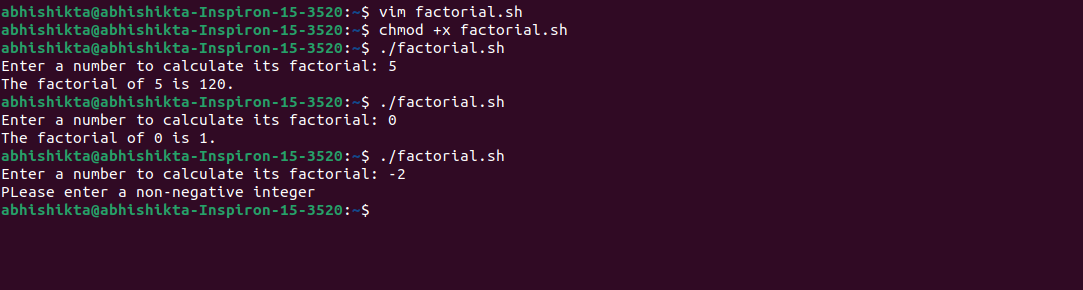 abhishikta@abhishikta-Inspiron-15-3520:~$ vim factorial.sh
abhishikta@abhishikta-Inspiron-15-3520:~$ chmod +x factorial.sh
abhishikta@abhishikta-Inspiron-15-3520:~$ ./factorial.sh
Enter a number to calculate its factorial: 5
The factorial of 5 is 120.
abhishikta@abhishikta-Inspiron-15-3520:~$ ./factorial.sh
Enter a number to calculate its factorial: 0
The factorial of 0 is 1.
abhishikta@abhishikta-Inspiron-15-3520:~$ ./factorial.sh
Enter a number to calculate its factorial: -2
PLease enter a non-negative integer
abhishikta@abhishikta-Inspiron-15-3520:~$